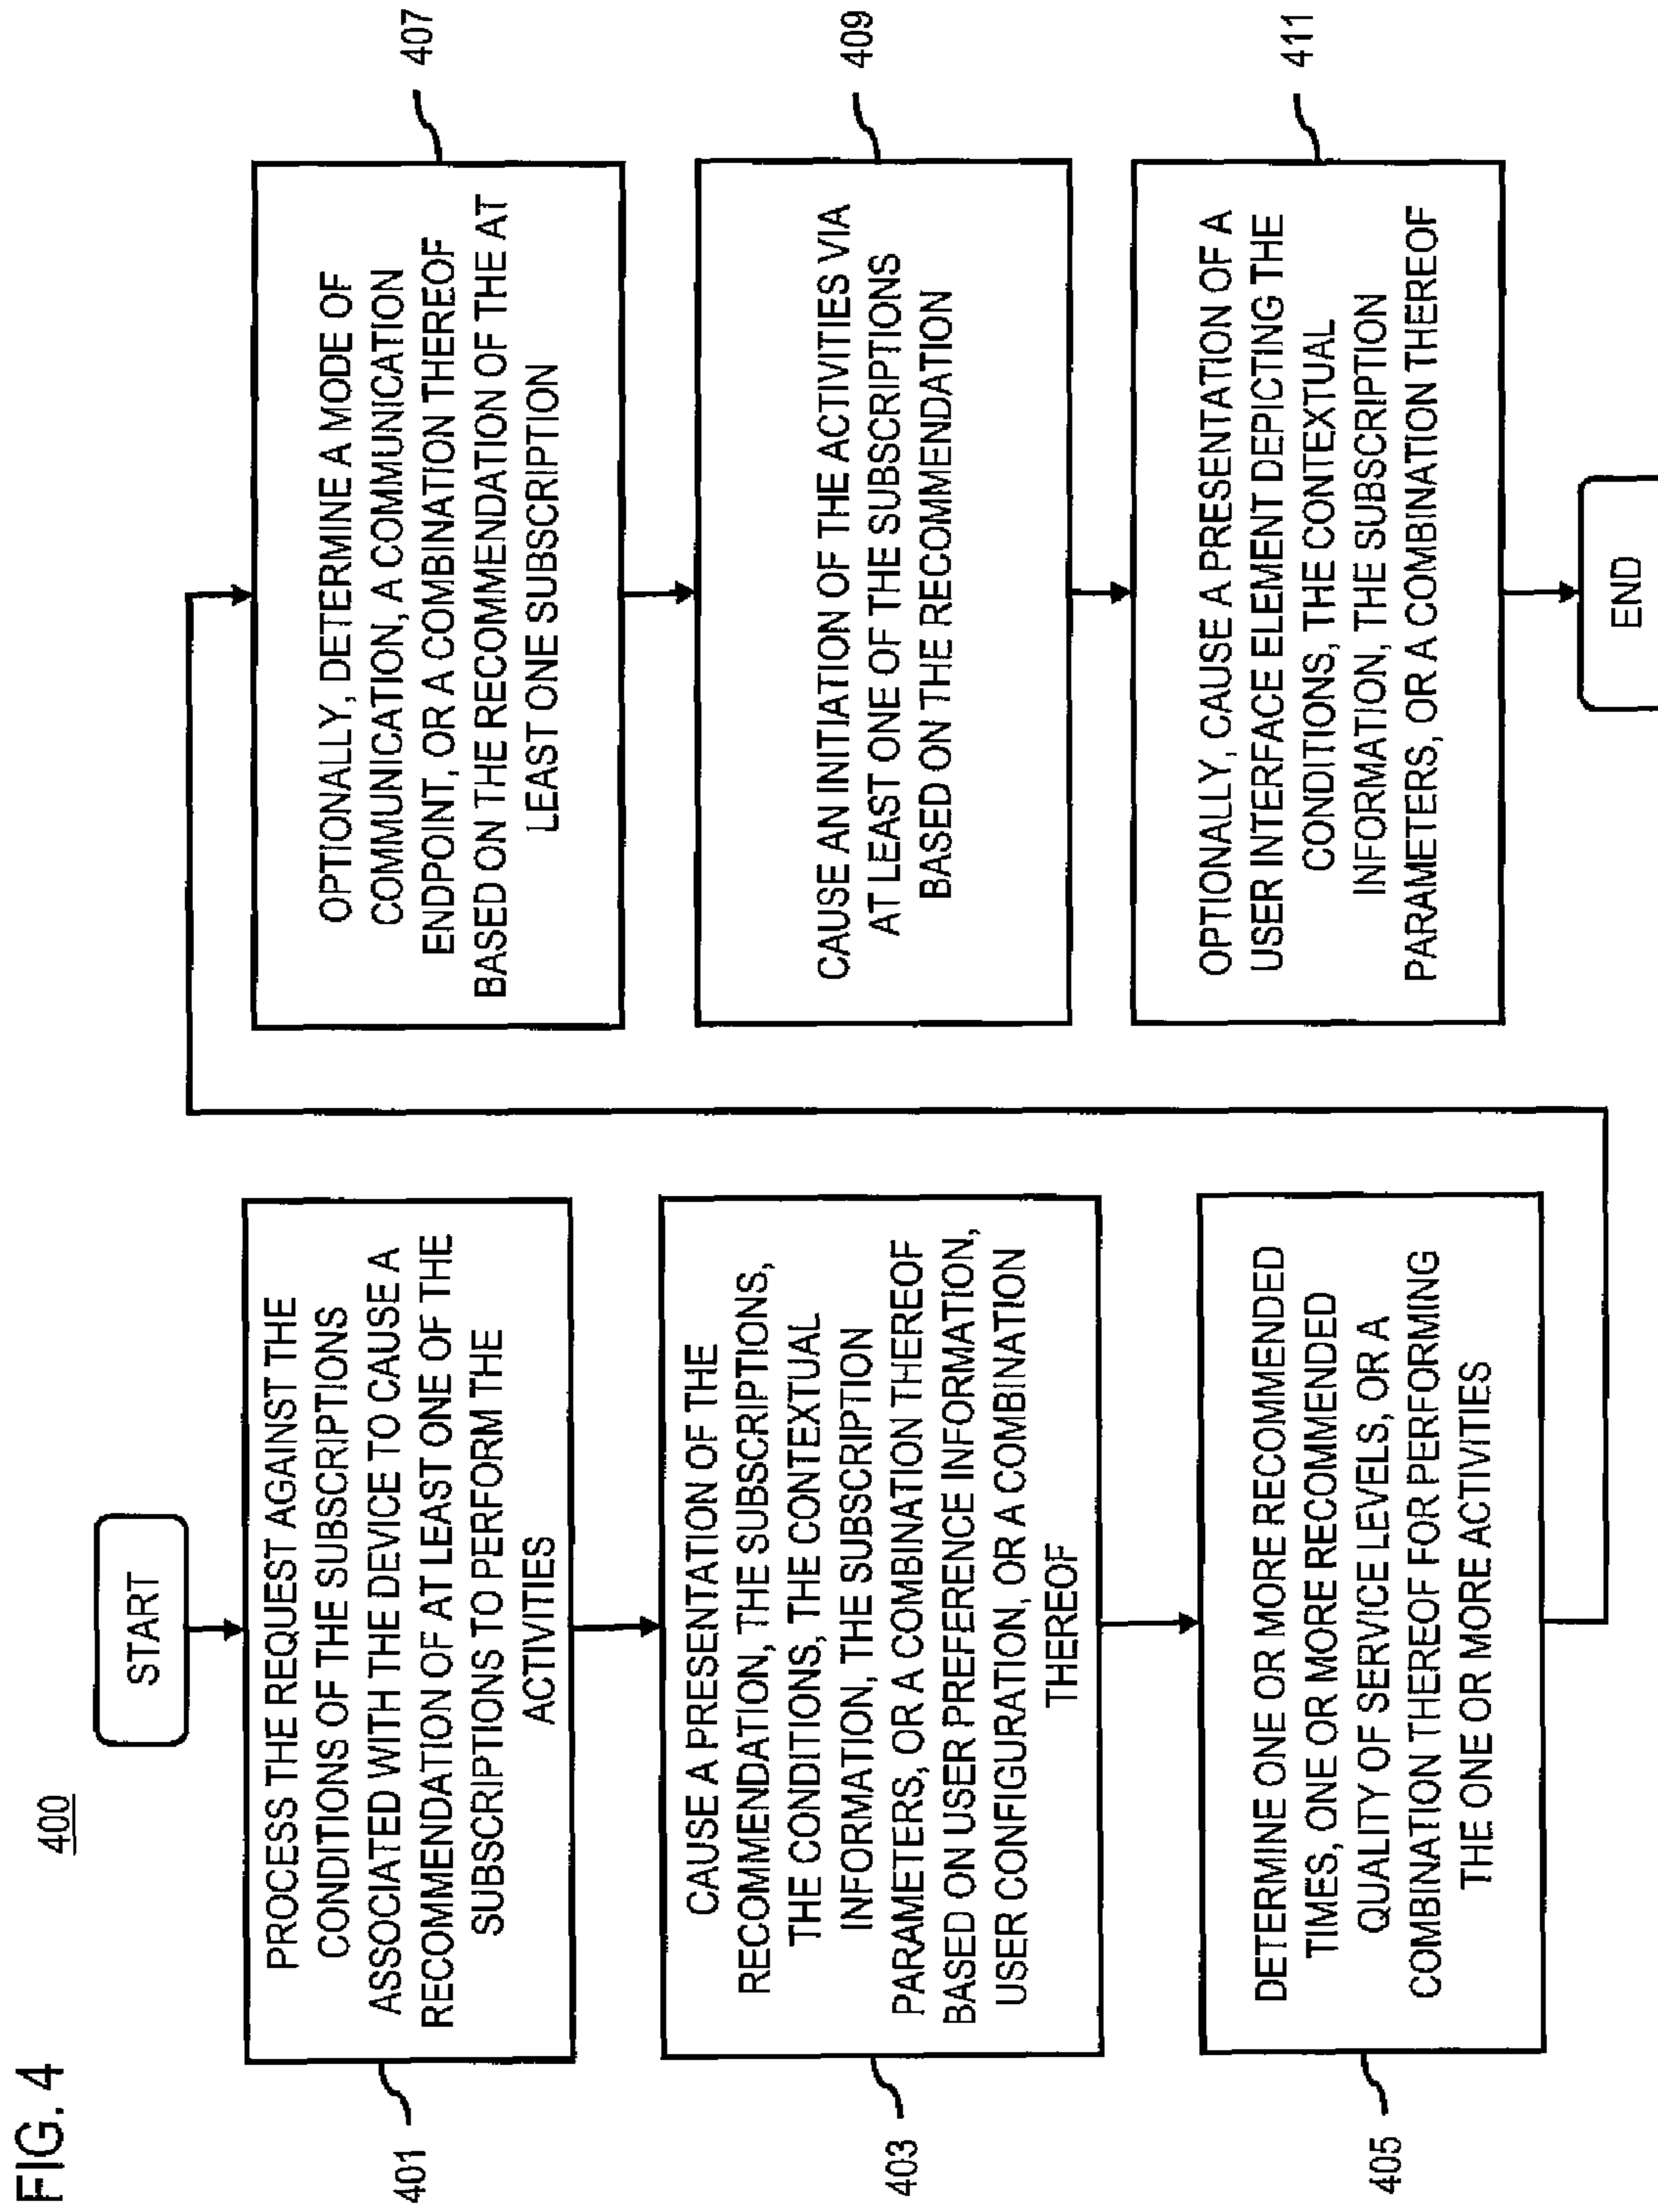 FIG. 4
400
START
PROCESS THE REQUEST AGAINST THE
CONDITIONS OF THE SUBSCRIPTIONS
ASSOCIATED WITH THE DEVICE TO CAUSE A
RECOMMENDATION OF AT LEAST ONE OF THE
SUBSCRIPTIONS TO PERFORM THE
ACTIVITIES
401
CAUSE A PRESENTATION OF THE
RECOMMENDATION, THE SUBSCRIPTIONS,
THE CONDITIONS, THE CONTEXTUAL
INFORMATION, THE SUBSCRIPTION
PARAMETERS, OR A COMBINATION THEREOF
BASED ON USER PREFERENCE INFORMATION,
USER CONFIGURATION, OR A COMBINATION
THEREOF
403
DETERMINE ONE OR MORE RECOMMENDED
TIMES, ONE OR MORE RECOMMENDED
QUALITY OF SERVICE LEVELS, OR A
COMBINATION THEREOF FOR PERFORMING
THE ONE OR MORE ACTIVITIES
405
OPTIONALLY, DETERMINE A MODE OF
COMMUNICATION, A COMMUNICATION
ENDPOINT, OR A COMBINATION THEREOF
BASED ON THE RECOMMENDATION OF THE AT
LEAST ONE SUBSCRIPTION
407
CAUSE AN INITIATION OF THE ACTIVITIES VIA
AT LEAST ONE OF THE SUBSCRIPTIONS
BASED ON THE RECOMMENDATION
409
OPTIONALLY, CAUSE A PRESENTATION OF A
USER INTERFACE ELEMENT DEPICTING THE
CONDITIONS, THE CONTEXTUAL
INFORMATION, THE SUBSCRIPTION
PARAMETERS, OR A COMBINATION THEREOF
411
END